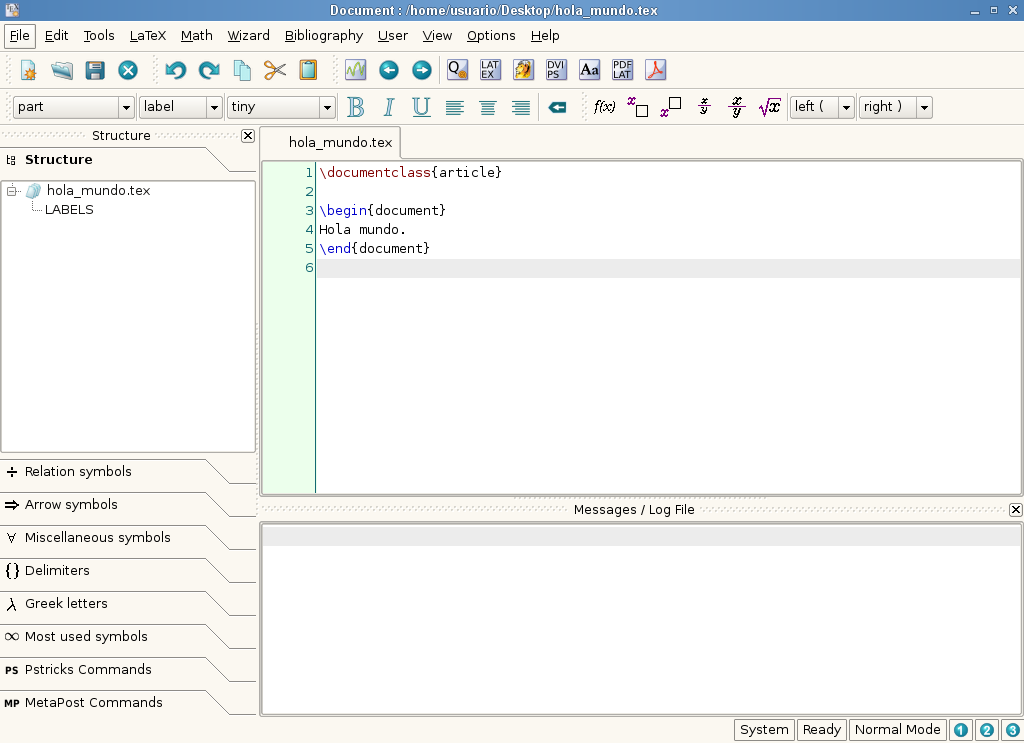 Document : /home/usuario/Desktop/hola_mundo.tex
File Edit Tools LaTeX Math Wizard Bibliography User View Options Help
Q LAT EX DVI PS Aa PDF LAT
part label tiny B I U f(x) x x x y x y √x left ( right )
Structure
Structure
hola_mundo.tex
LABELS
Relation symbols
Arrow symbols
Miscellaneous symbols
{} Delimiters
λ Greek letters
∞ Most used symbols
PS Pstricks Commands
MP MetaPost Commands
hola_mundo.tex
1 \documentclass{article}
2
3 \begin{document}
4 Hola mundo.
5 \end{document}
6
Messages / Log File
System Ready Normal Mode 1 2 3